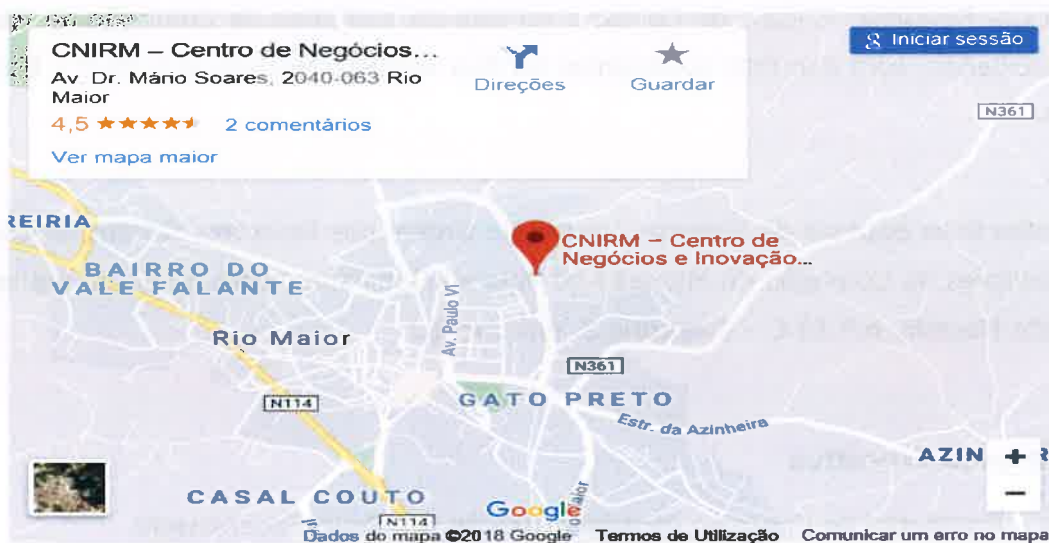 CNIRM – Centro de Negócios...
Av. Dr. Mário Soares, 2040-063 Rio
Maior
4,5 2 comentários
Ver mapa maior
Direções
Guardar
Iniciar sessão
N361
REIRIA
BAIRRO DO
VALE FALANTE
CNIRM – Centro de
Negócios e Inovação...
Rio Maior
Av. Paulo VI
N361
N114
GATO PRETO
Estr. da Azinheira
AZIN
CASAL COUTO
N114
Google
Dados do mapa ©2018 Google Termos de Utilização Comunicar um erro no mapa